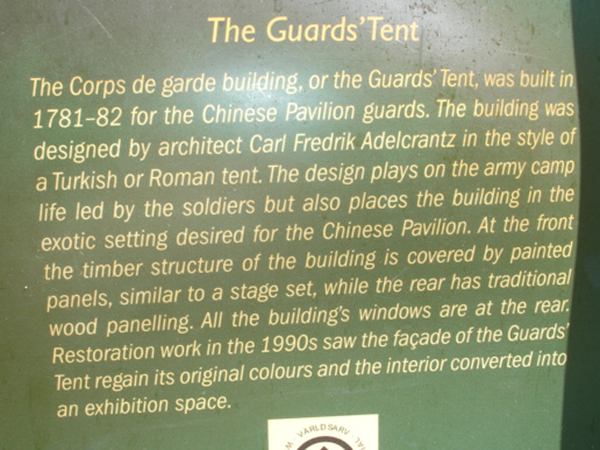 The Guards' Tent
The Corps de garde building, or the Guards' Tent, was built in
1781–82 for the Chinese Pavilion guards. The building was
designed by architect Carl Fredrik Adelcrantz in the style of
a Turkish or Roman tent. The design plays on the army camp
life led by the soldiers but also places the building in the
exotic setting desired for the Chinese Pavilion. At the front
the timber structure of the building is covered by painted
panels, similar to a stage set, while the rear has traditional
wood panelling. All the building's windows are at the rear.
Restoration work in the 1990s saw the façade of the Guards'
Tent regain its original colours and the interior converted into
an exhibition space.
VÄRLDSARV